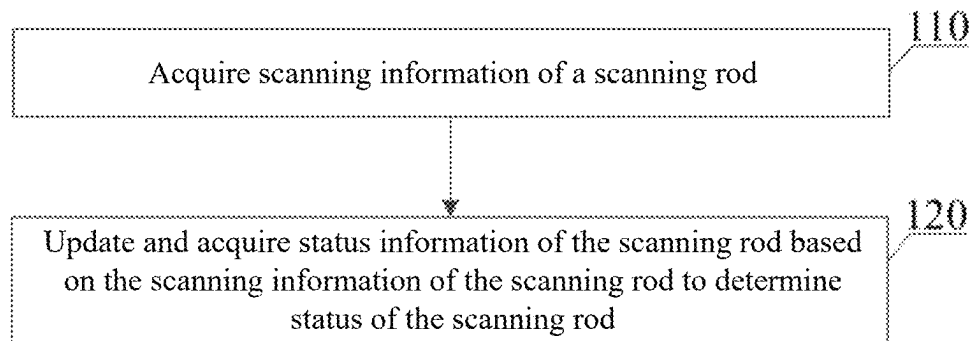 110
Acquire scanning information of a scanning rod
120
Update and acquire status information of the scanning rod based
on the scanning information of the scanning rod to determine
status of the scanning rod